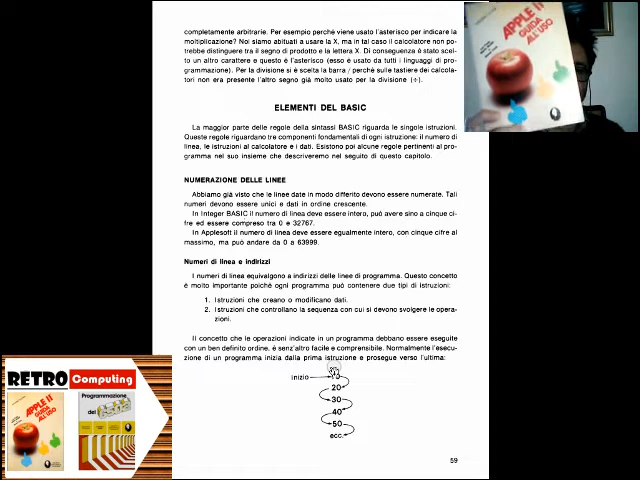 completamente arbitrarie. Per esempio perchè viene usato l'asterisco per indicare la
moltiplicazione? Noi siamo abituati a usare la X, ma in tal caso il calcolatore non po-
trebbe distinguere tra il segno di prodotto e la lettera X. Di conseguenza è stato scel-
to un altro carattere e questo è l'asterisco (esso è usato da tutti i linguaggi di pro-
grammazione). Per la divisione si è scelta la barra / perchè sulle tastiere dei calcola-
tori non era presente l'altro segno già molto usato per la divisione (÷).
ELEMENTI DEL BASIC
La maggior parte delle regole della sintassi BASIC riguarda le singole istruzioni.
Queste regole riguardano tre componenti fondamentali di ogni istruzione: il numero di
linea, le istruzioni al calcolatore e i dati. Esistono poi alcune regole pertinenti al pro-
gramma nel suo insieme che descriveremo nel seguito di questo capitolo.
NUMERAZIONE DELLE LINEE
Abbiamo già visto che le linee date in modo differito devono essere numerate. Tali
numeri devono essere unici e dati in ordine crescente.
In Integer BASIC il numero di linea deve essere intero, può avere sino a cinque ci-
fre ed essere compreso tra 0 e 32767.
In Applesoft il numero di linea deve essere egualmente intero, con cinque cifre al
massimo, ma può andare da 0 a 63999.
Numeri di linea e indirizzi
I numeri di linea equivalgono a indirizzi delle linee di programma. Questo concetto
è molto importante poichè ogni programma può contenere due tipi di istruzioni:
1. Istruzioni che creano o modificano dati.
2. Istruzioni che controllano la sequenza con cui si devono svolgere le opera-
zioni.
Il concetto che le operazioni indicate in un programma debbano essere eseguite
con un ben definito ordine, è senz'altro facile e comprensibile. Normalmente l'esecu-
zione di un programma inizia dalla prima istruzione e prosegue verso l'ultima:
inizio 10
20
30
40
50
ecc.
59
APPLE II
GUIDA
ALL'USO
RETRO Computing
APPLE II
GUIDA
ALL'USO
Programmazione
del